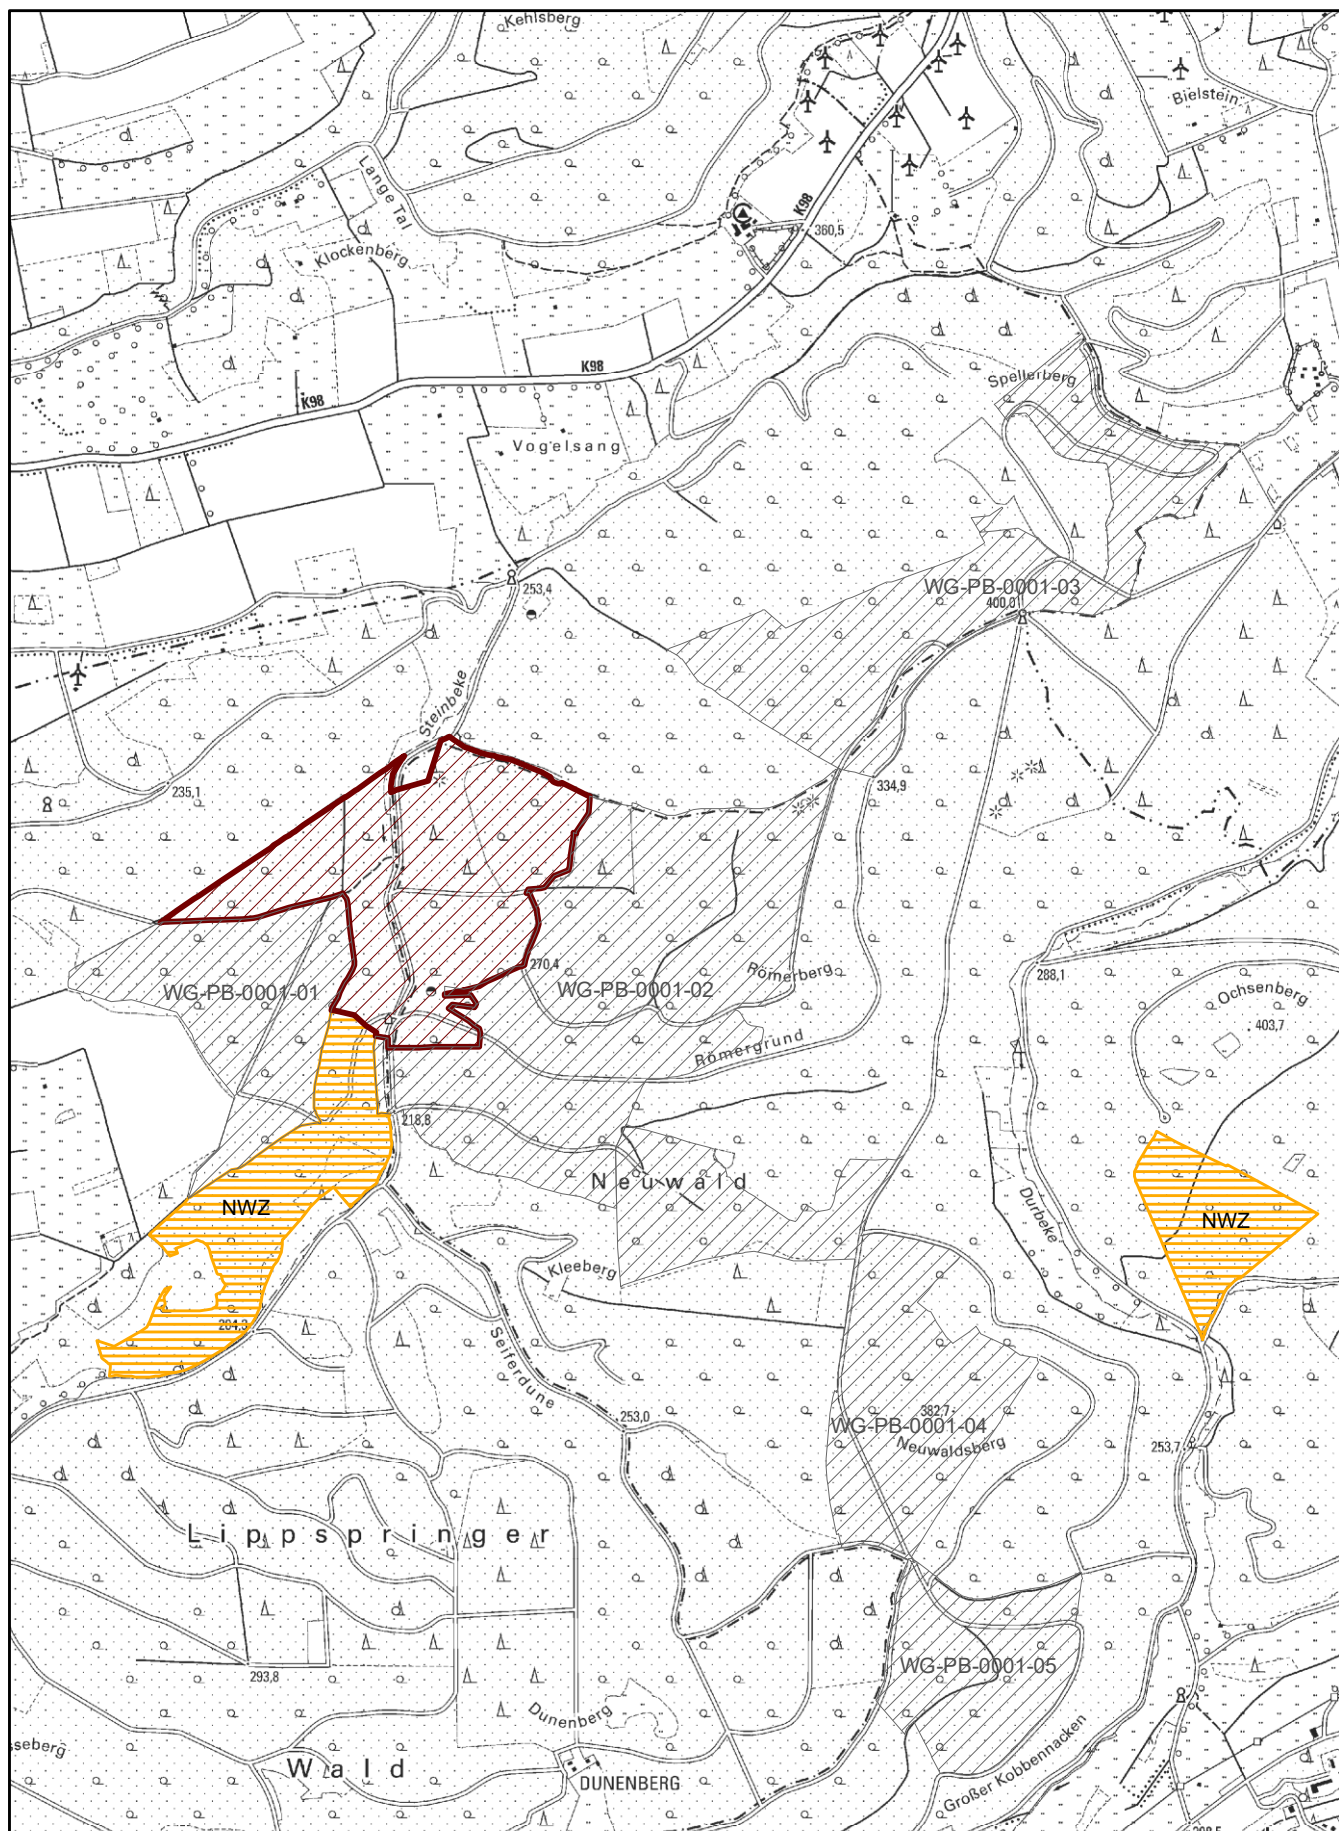 Kehlsberg
Bielstein
Lange Tal
K98
360,5
Klockenberg
K98
Spellerberg
K98
Vogelsang
WG-PB-0001-03
253,4
400,0
Steinbeke
334,9
235,1
270,4
Römerberg
288,1
WG-PB-0001-01
WG-PB-0001-02
Ochsenberg
403,7
Römergrund
218,8
Neuwald
NWZ
Durbeke
NWZ
Kleeberg
204,3
Seiferdune
253,0
382,7
WG-PB-0001-04
Neuwaldsberg
253,7
Lippspringer
WG-PB-0001-05
293,8
Dunenberg
sseberg
Wald
DUNENBERG
Großer Kobbennacken